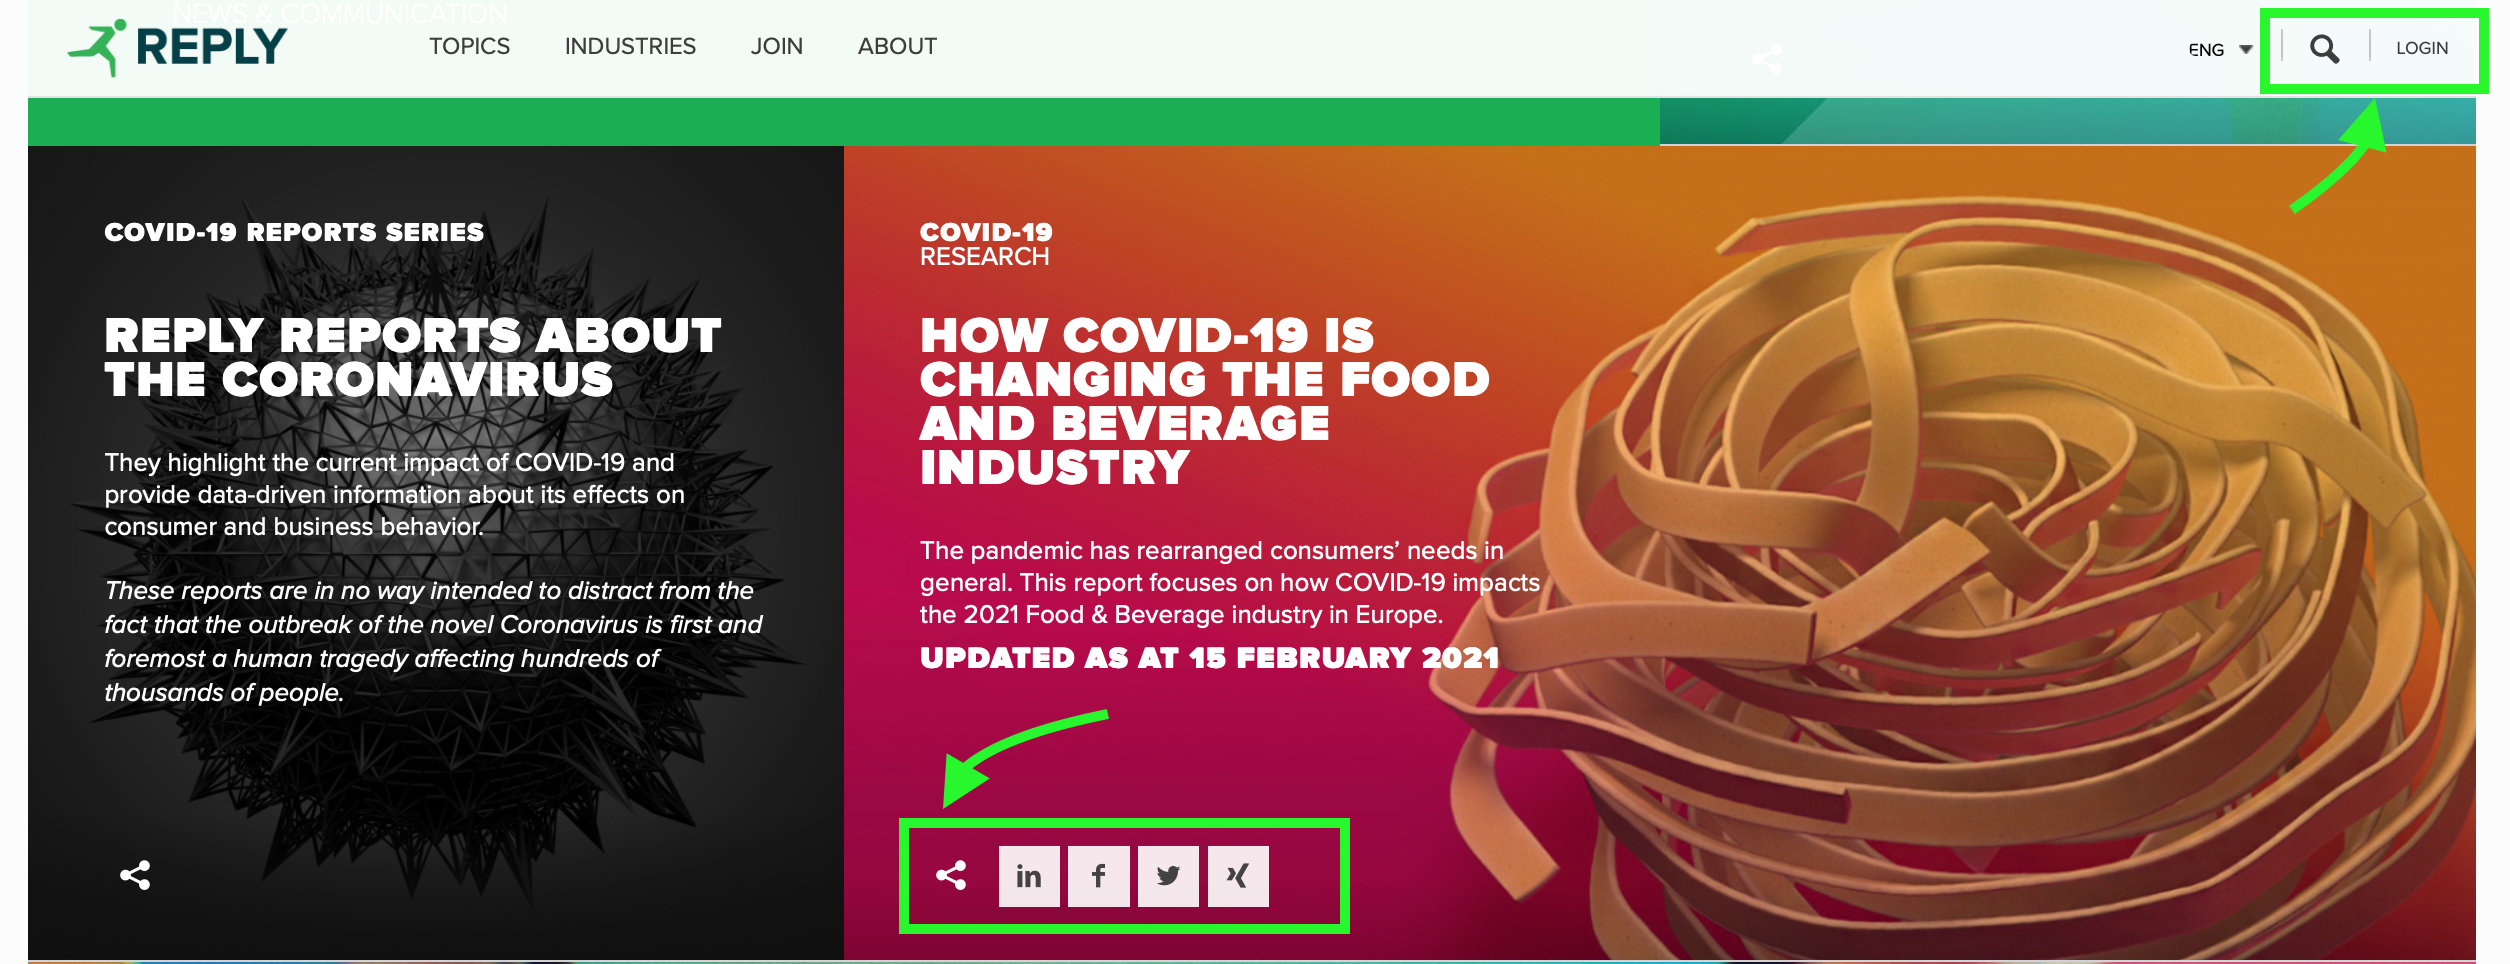 NEWS & COMMUNICATION
REPLY
TOPICS
INDUSTRIES
JOIN
ABOUT
ENG
LOGIN
COVID-19 REPORTS SERIES
REPLY REPORTS ABOUT
THE CORONAVIRUS
They highlight the current impact of COVID-19 and
provide data-driven information about its effects on
consumer and business behavior.
These reports are in no way intended to distract from the
fact that the outbreak of the novel Coronavirus is first and
foremost a human tragedy affecting hundreds of
thousands of people.
COVID-19
RESEARCH
HOW COVID-19 IS
CHANGING THE FOOD
AND BEVERAGE
INDUSTRY
The pandemic has rearranged consumers’ needs in
general. This report focuses on how COVID-19 impacts
the 2021 Food & Beverage industry in Europe.
UPDATED AS AT 15 FEBRUARY 2021
in
f